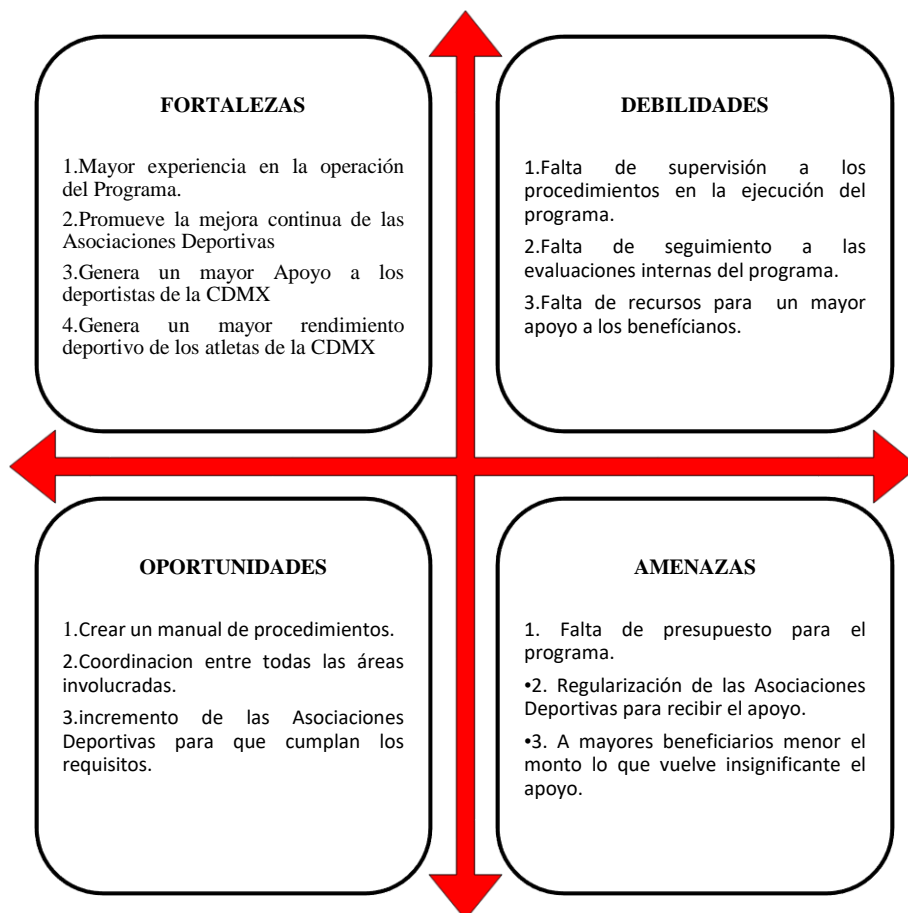 FORTALEZAS
1.Mayor experiencia en la operación
del Programa.
2.Promueve la mejora continua de las
Asociaciones Deportivas
3.Genera un mayor Apoyo a los
deportistas de la CDMX
4.Genera un mayor rendimiento
deportivo de los atletas de la CDMX
DEBILIDADES
1.Falta de supervisión a los
procedimientos en la ejecución del
programa.
2.Falta de seguimiento a las
evaluaciones internas del programa.
3.Falta de recursos para un mayor
apoyo a los benefícianos.
OPORTUNIDADES
1.Crear un manual de procedimientos.
2.Coordinacion entre todas las áreas
involucradas.
3.incremento de las Asociaciones
Deportivas para que cumplan los
requisitos.
AMENAZAS
1. Falta de presupuesto para el
programa.
•2. Regularización de las Asociaciones
Deportivas para recibir el apoyo.
•3. A mayores beneficiarios menor el
monto lo que vuelve insignificante el
apoyo.